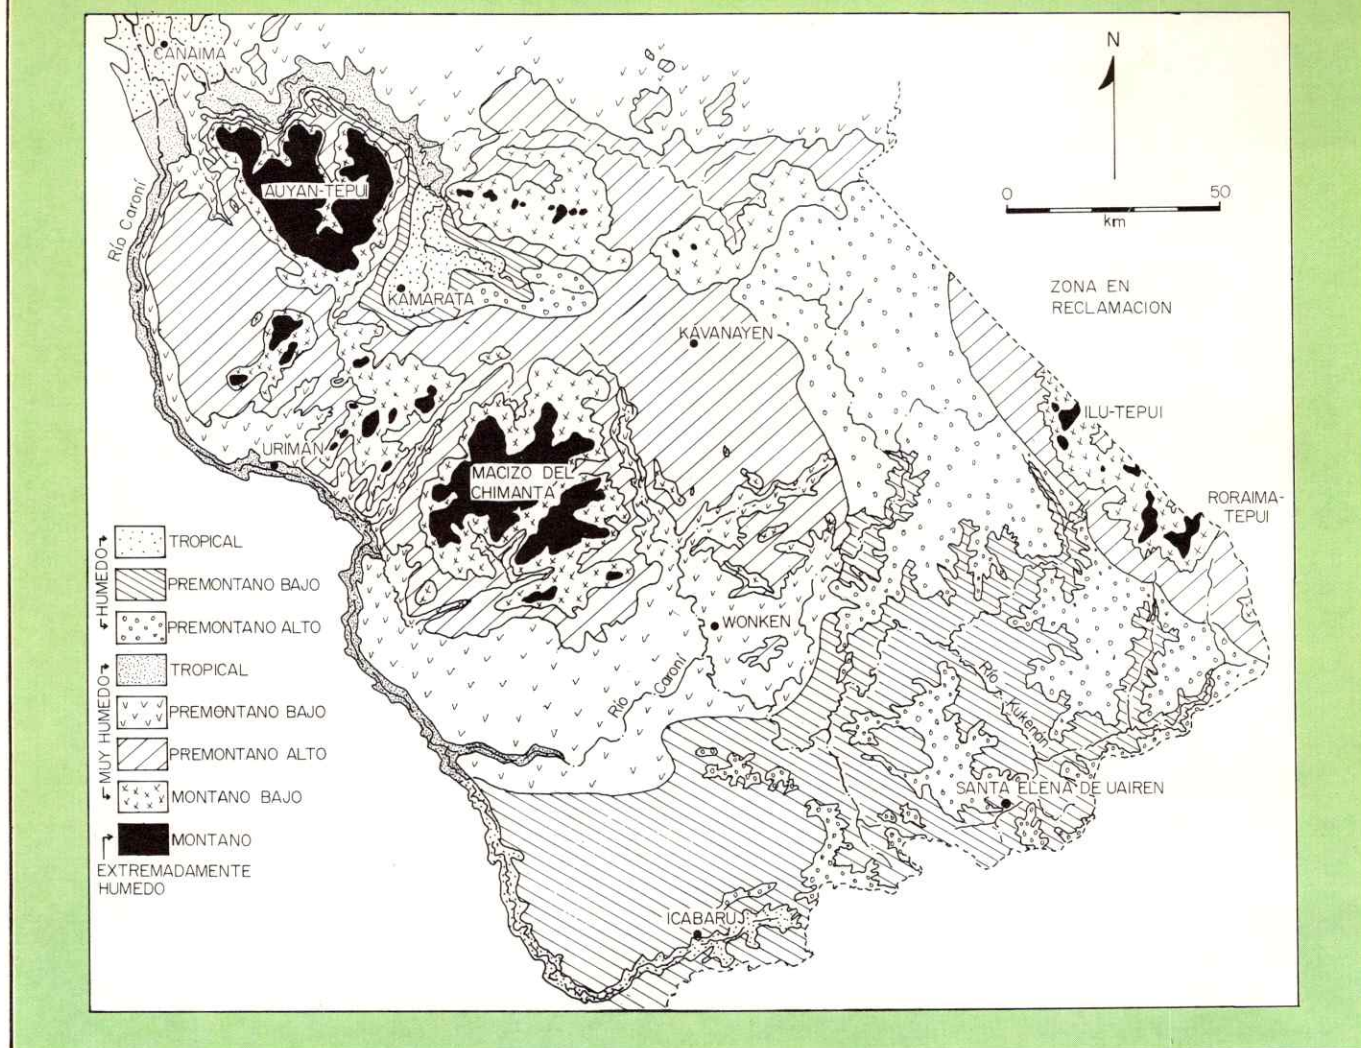 CANAIMA
N
AUYAN-TEPUI
0 50
km
Río Caroní
ZONA EN
RECLAMACION
KAMARATA
KAVANAYEN
ILU-TEPUI
URIMAN
MACIZO DEL
CHIMANTA
RORAIMA-
TEPUI
HUMEDO
TROPICAL
PREMONTANO BAJO
PREMONTANO ALTO
MUY HUMEDO
TROPICAL
PREMONTANO BAJO
PREMONTANO ALTO
MONTANO BAJO
MONTANO
EXTREMADAMENTE
HUMEDO
WONKEN
Río Caroní
Río Kukenán
SANTA ELENA DE UAIREN
ICABARUJ